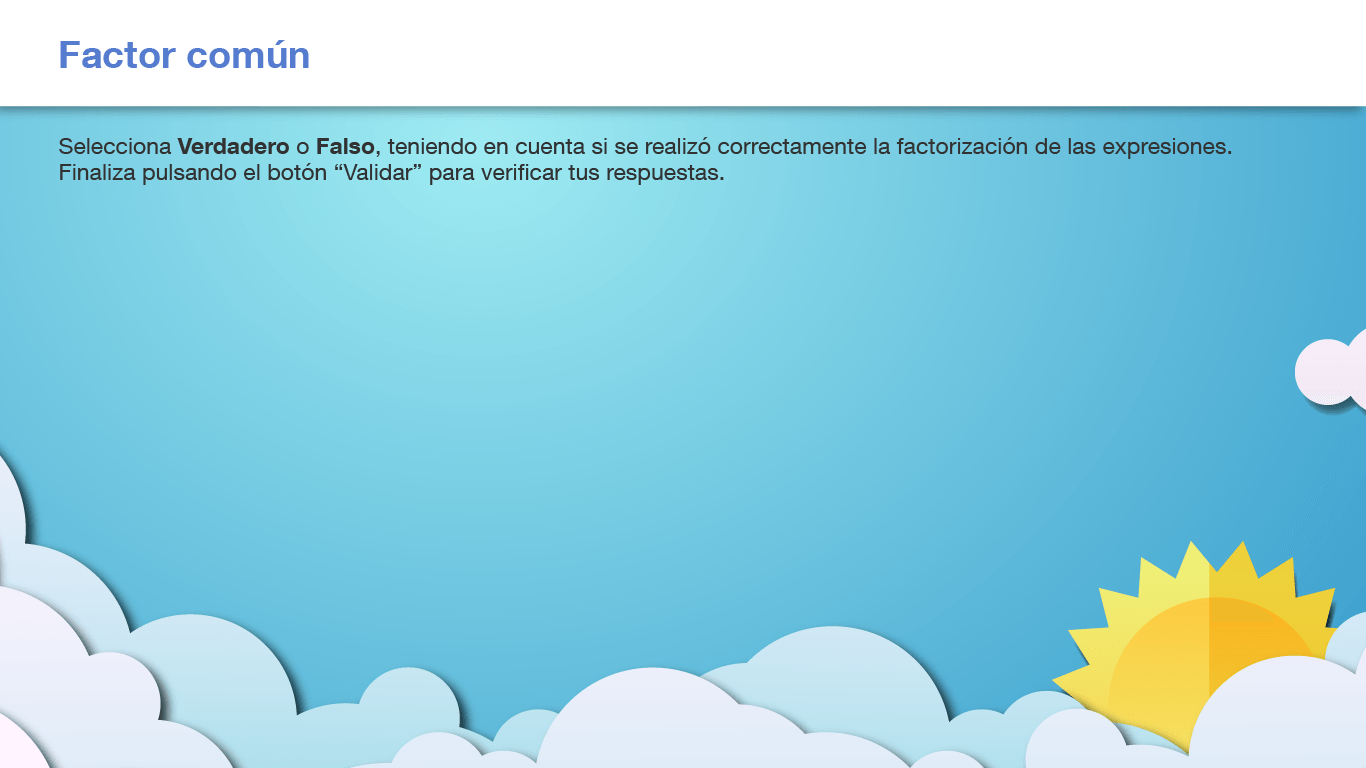 Factor común
Selecciona Verdadero o Falso, teniendo en cuenta si se realizó correctamente la factorización de las expresiones.
Finaliza pulsando el botón “Validar” para verificar tus respuestas.